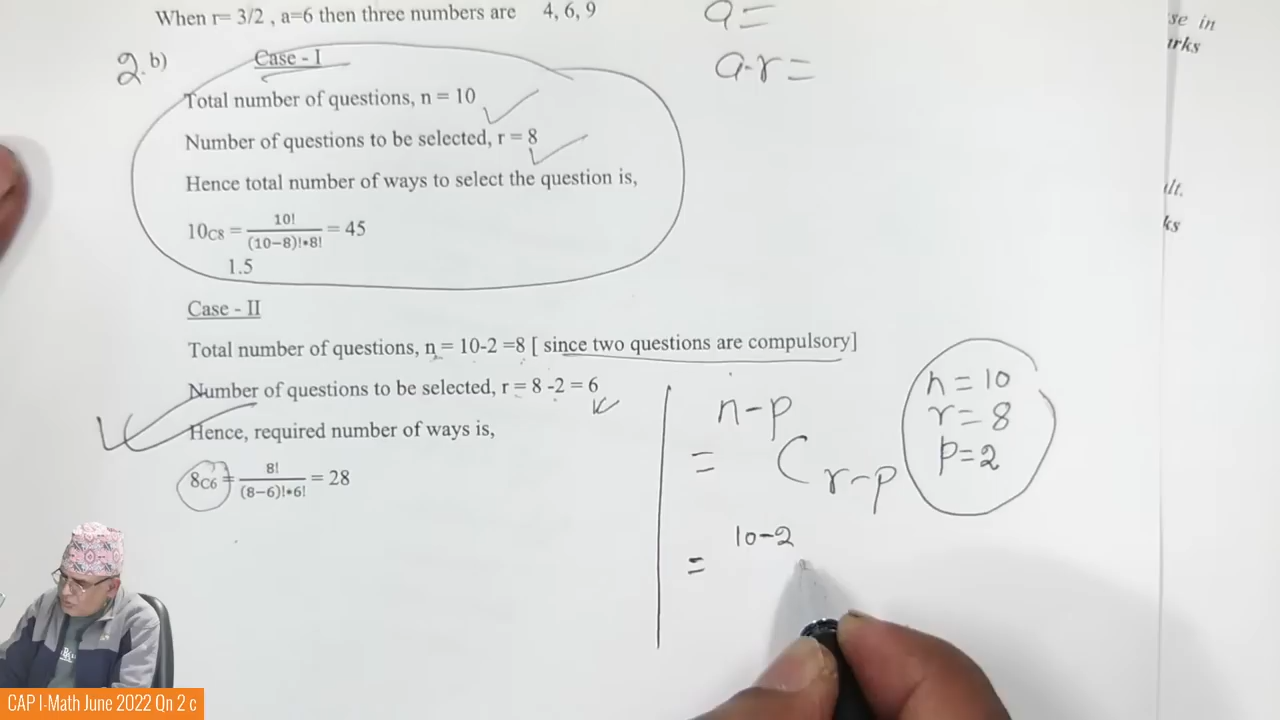 When r= 3/2 , a=6 then three numbers are 4, 6, 9
a=
a·r=
se in
arks
2. b) Case - I
Total number of questions, n = 10
Number of questions to be selected, r = 8
Hence total number of ways to select the question is,
10C8 = 10! / (10−8)!*8! = 45
1.5
lt.
ks
Case - II
Total number of questions, n = 10-2 =8 [ since two questions are compulsory]
Number of questions to be selected, r = 8 -2 = 6
Hence, required number of ways is,
8C6 = 8! / (8−6)!*6! = 28
n=10
r=8
p=2
n-p
= C r-p
10-2
=
CAP I-Math June 2022 Qn 2 c